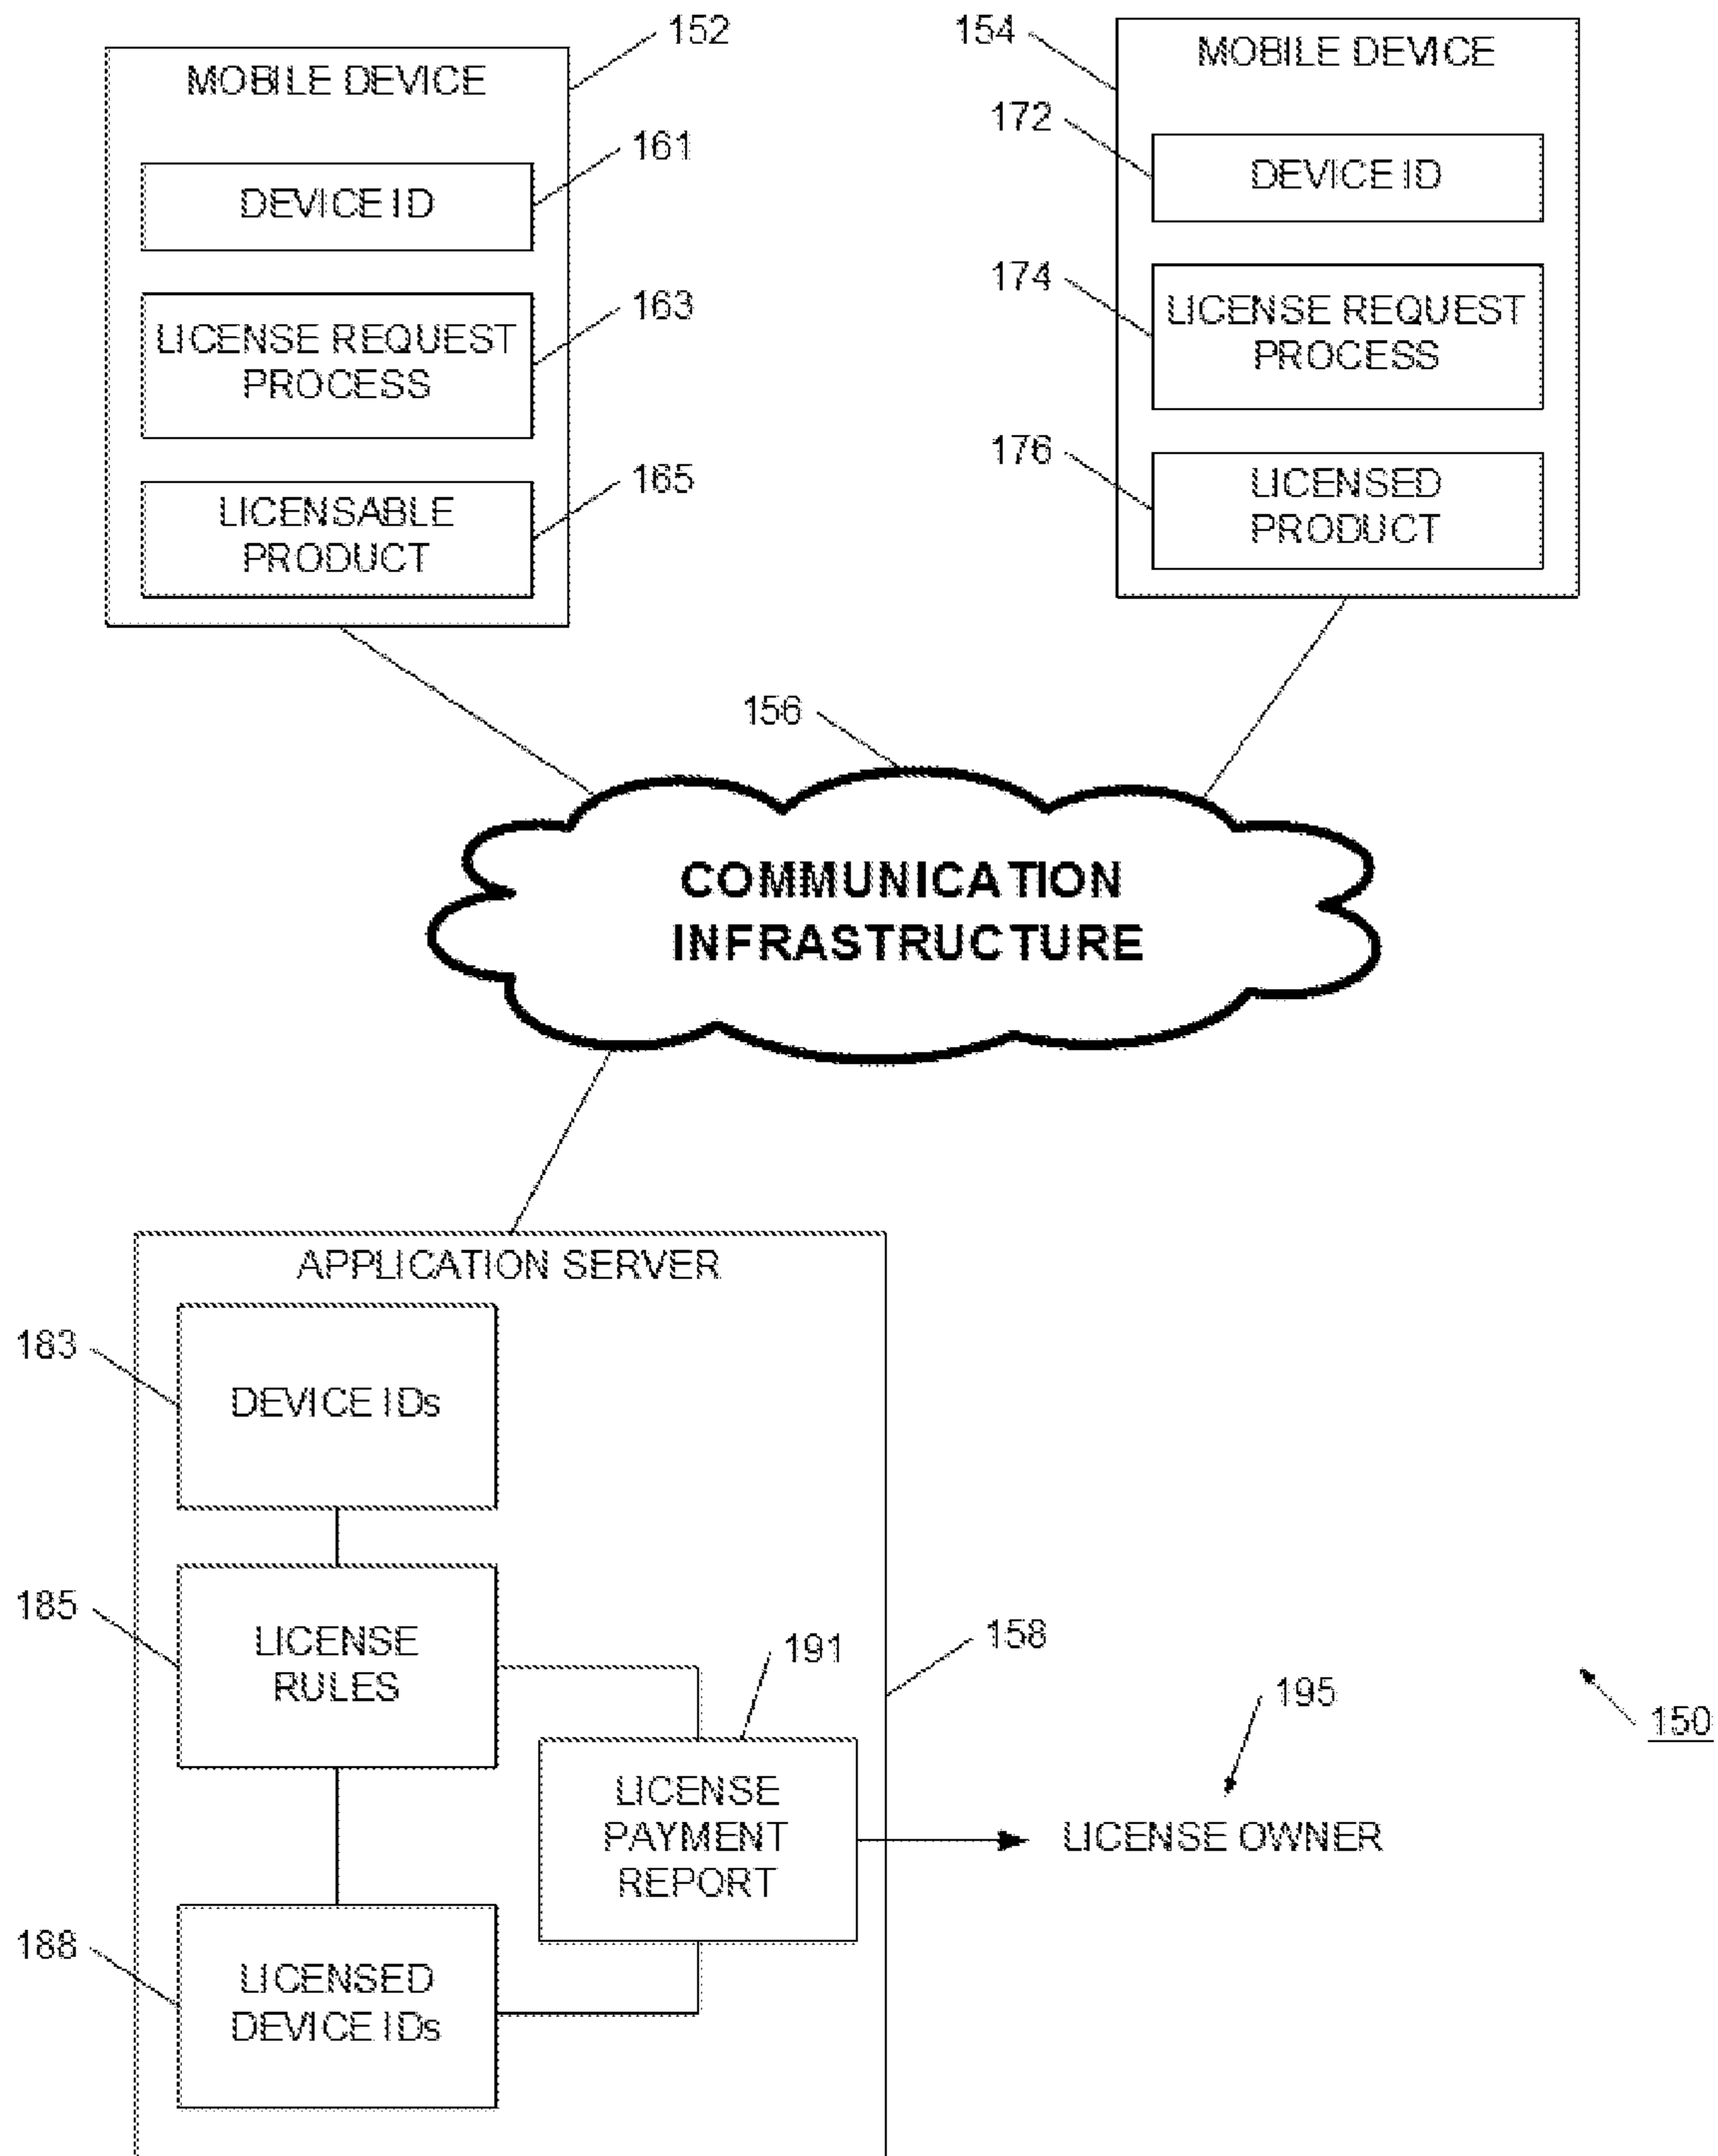 152
MOBILE DEVICE
161
DEVICE ID
163
LICENSE REQUEST
PROCESS
165
LICENSABLE
PRODUCT
154
MOBILE DEVICE
172
DEVICE ID
174
LICENSE REQUEST
PROCESS
176
LICENSED
PRODUCT
156
COMMUNICATION
INFRASTRUCTURE
APPLICATION SERVER
183
DEVICE IDs
185
LICENSE
RULES
158
191
LICENSE
PAYMENT
REPORT
195
LICENSE OWNER
150
188
LICENSED
DEVICE IDs